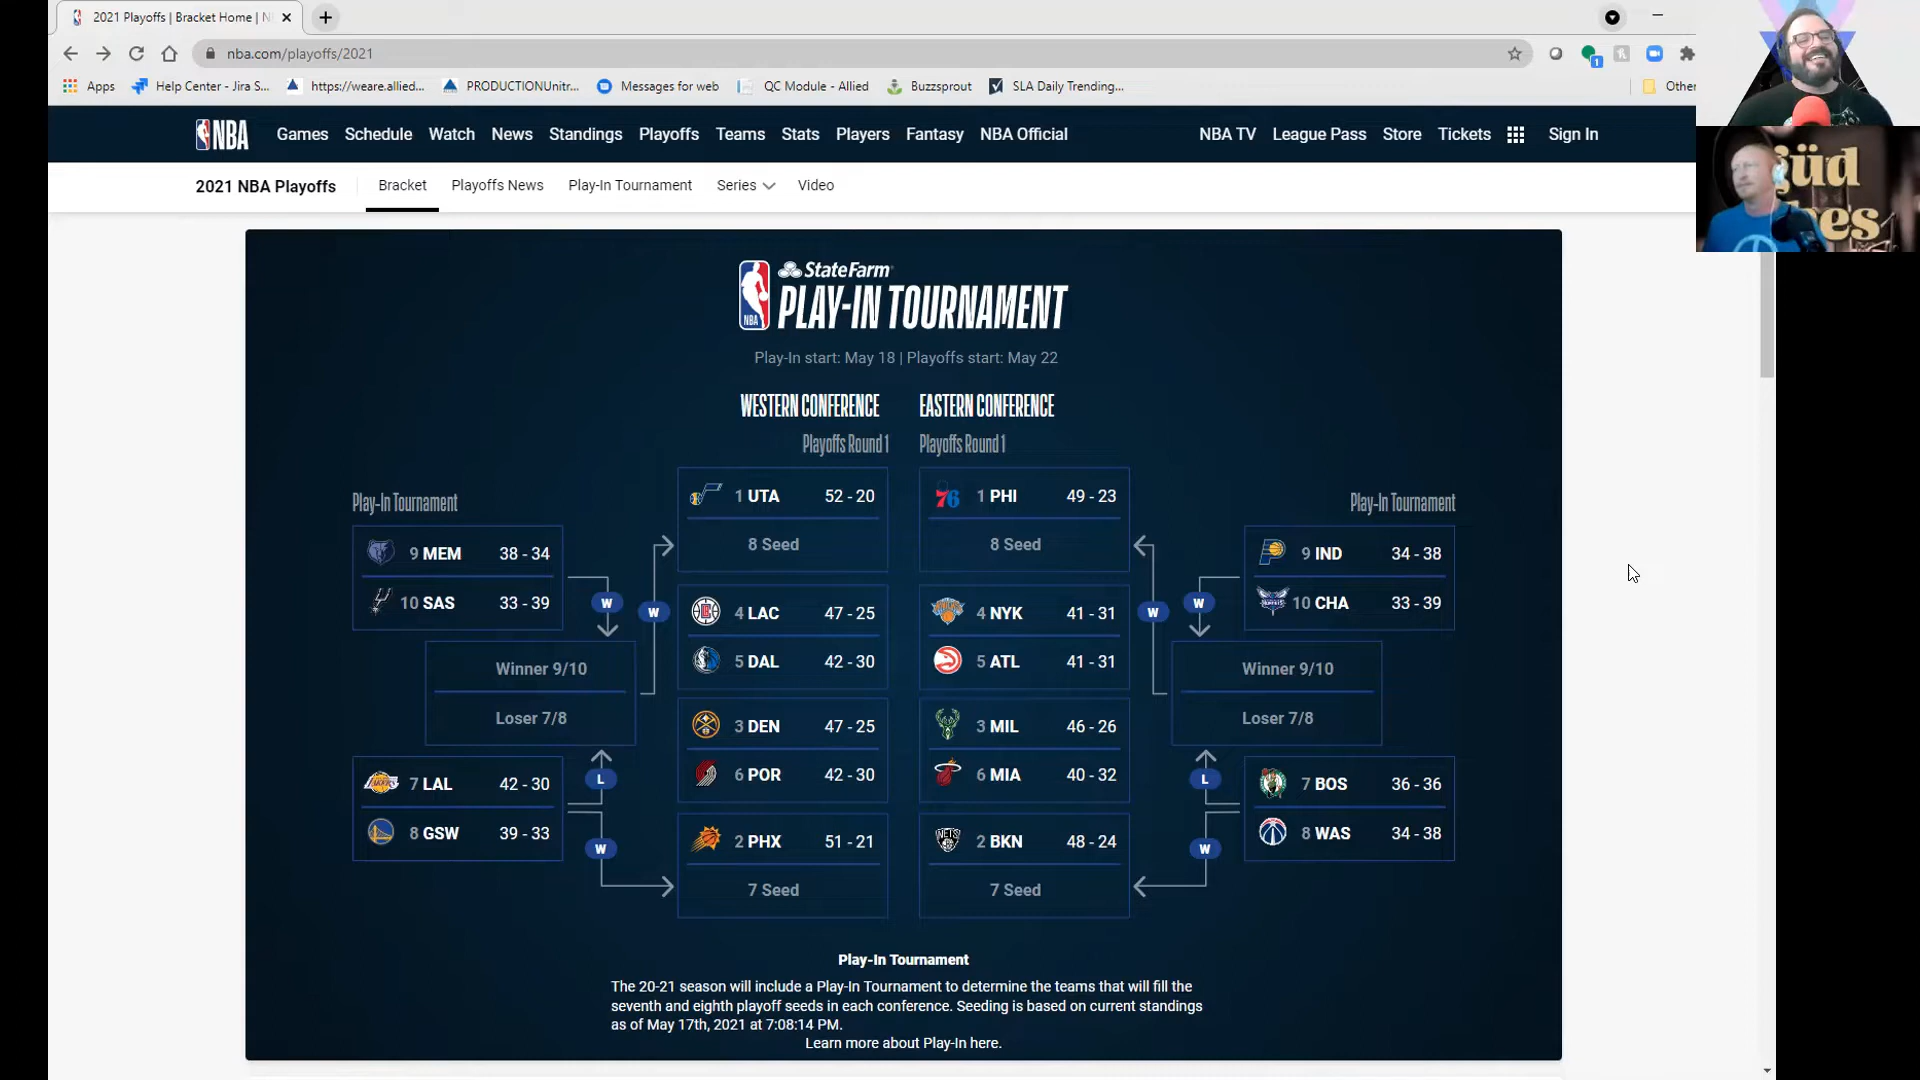 2021 Playoffs | Bracket Home | N
nba.com/playoffs/2021
Apps Help Center - Jira S... https://weare.allied... PRODUCTIONUnitr... Messages for web QC Module - Allied Buzzsprout SLA Daily Trending... Other
NBA Games Schedule Watch News Standings Playoffs Teams Stats Players Fantasy NBA Official NBA TV League Pass Store Tickets Sign In
2021 NBA Playoffs Bracket Playoffs News Play-In Tournament Series Video
güd
StateFarm
NBA PLAY-IN TOURNAMENT
Play-In start: May 18 | Playoffs start: May 22
WESTERN CONFERENCE EASTERN CONFERENCE
Playoffs Round 1 Playoffs Round 1
Play-In Tournament Play-In Tournament
1 UTA 52 - 20 1 PHI 49 - 23
8 Seed 8 Seed
9 MEM 38 - 34 9 IND 34 - 38
10 SAS 33 - 39 10 CHA 33 - 39
W W W W
4 LAC 47 - 25 4 NYK 41 - 31
5 DAL 42 - 30 5 ATL 41 - 31
Winner 9/10 Winner 9/10
Loser 7/8 Loser 7/8
3 DEN 47 - 25 3 MIL 46 - 26
6 POR 42 - 30 6 MIA 40 - 32
L L
7 LAL 42 - 30 7 BOS 36 - 36
8 GSW 39 - 33 8 WAS 34 - 38
W W
2 PHX 51 - 21 2 BKN 48 - 24
7 Seed 7 Seed
Play-In Tournament
The 20-21 season will include a Play-In Tournament to determine the teams that will fill the
seventh and eighth playoff seeds in each conference. Seeding is based on current standings
as of May 17th, 2021 at 7:08:14 PM.
Learn more about Play-In here.